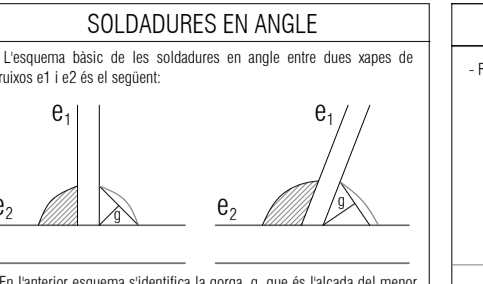 SOLDADURES EN ANGLE
L'esquema bàsic de les soldadures en angle entre dues xapes de
gruixos e1 i e2 és el següent:
e1 e1
e2 g e2 g
En l'anterior esquema s'identifica la gorga, g, que és l'alçada del menor